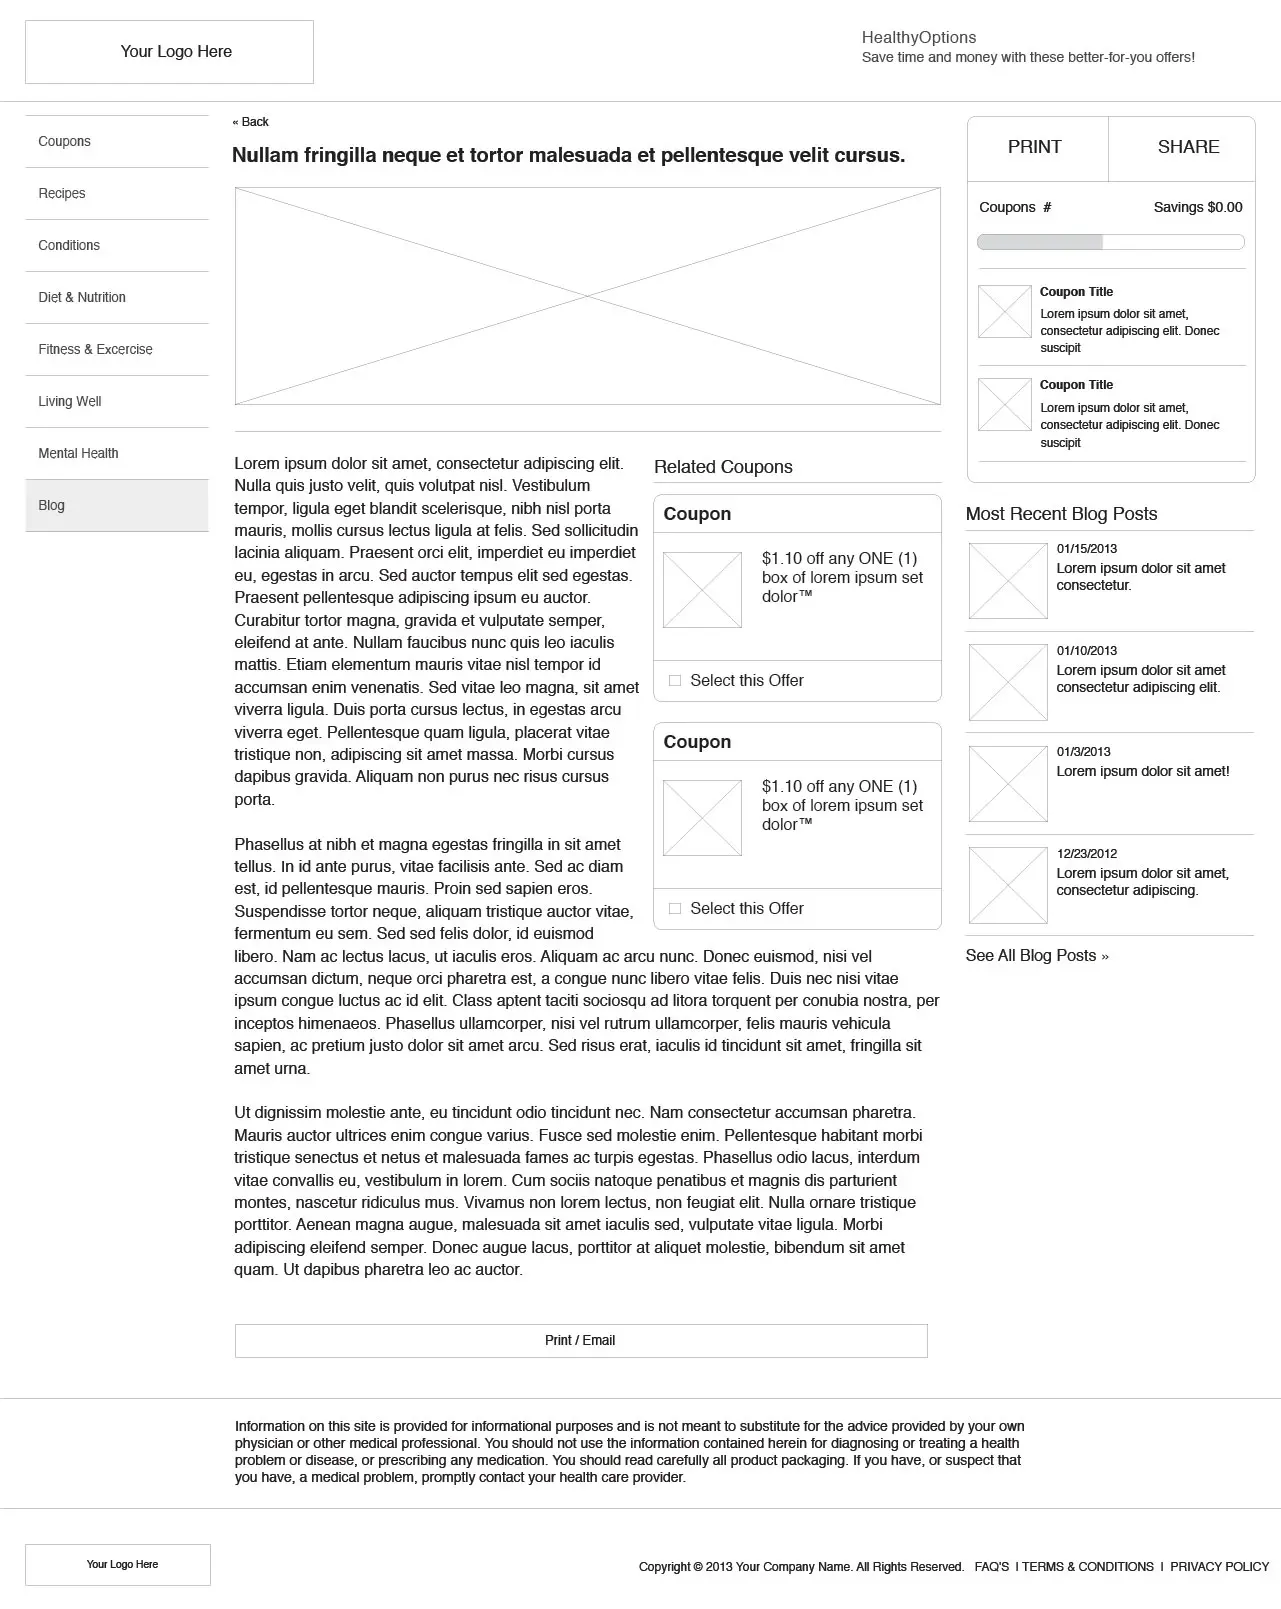 Your Logo Here
HealthyOptions
Save time and money with these better-for-you offers!
Coupons
Recipes
Conditions
Diet & Nutrition
Fitness & Excercise
Living Well
Mental Health
Blog
« Back
Nullam fringilla neque et tortor malesuada et pellentesque velit cursus.
Lorem ipsum dolor sit amet, consectetur adipiscing elit.
Nulla quis justo velit, quis volutpat nisl. Vestibulum
tempor, ligula eget blandit scelerisque, nibh nisl porta
mauris, mollis cursus lectus ligula at felis. Sed sollicitudin
lacinia aliquam. Praesent orci elit, imperdiet eu imperdiet
eu, egestas in arcu. Sed auctor tempus elit sed egestas.
Praesent pellentesque adipiscing ipsum eu auctor.
Curabitur tortor magna, gravida et vulputate semper,
eleifend at ante. Nullam faucibus nunc quis leo iaculis
mattis. Etiam elementum mauris vitae nisl tempor id
accumsan enim venenatis. Sed vitae leo magna, sit amet
viverra ligula. Duis porta cursus lectus, in egestas arcu
viverra eget. Pellentesque quam ligula, placerat vitae
tristique non, adipiscing sit amet massa. Morbi cursus
dapibus gravida. Aliquam non purus nec risus cursus
porta.
Phasellus at nibh et magna egestas fringilla in sit amet
tellus. In id ante purus, vitae facilisis ante. Sed ac diam
est, id pellentesque mauris. Proin sed sapien eros.
Suspendisse tortor neque, aliquam tristique auctor vitae,
fermentum eu sem. Sed sed felis dolor, id euismod
libero. Nam ac lectus lacus, ut iaculis eros. Aliquam ac arcu nunc. Donec euismod, nisi vel
accumsan dictum, neque orci pharetra est, a congue nunc libero vitae felis. Duis nec nisi vitae
ipsum congue luctus ac id elit. Class aptent taciti sociosqu ad litora torquent per conubia nostra, per
inceptos himenaeos. Phasellus ullamcorper, nisi vel rutrum ullamcorper, felis mauris vehicula
sapien, ac pretium justo dolor sit amet arcu. Sed risus erat, iaculis id tincidunt sit amet, fringilla sit
amet urna.
Ut dignissim molestie ante, eu tincidunt odio tincidunt nec. Nam consectetur accumsan pharetra.
Mauris auctor ultrices enim congue varius. Fusce sed molestie enim. Pellentesque habitant morbi
tristique senectus et netus et malesuada fames ac turpis egestas. Phasellus odio lacus, interdum
vitae convallis eu, vestibulum in lorem. Cum sociis natoque penatibus et magnis dis parturient
montes, nascetur ridiculus mus. Vivamus non lorem lectus, non feugiat elit. Nulla ornare tristique
porttitor. Aenean magna augue, malesuada sit amet iaculis sed, vulputate vitae ligula. Morbi
adipiscing eleifend semper. Donec augue lacus, porttitor at aliquet molestie, bibendum sit amet
quam. Ut dapibus pharetra leo ac auctor.
Related Coupons
Coupon
$1.10 off any ONE (1)
box of lorem ipsum set
dolor™
Select this Offer
Coupon
$1.10 off any ONE (1)
box of lorem ipsum set
dolor™
Select this Offer
Print / Email
PRINT
SHARE
Coupons #
Savings $0.00
Coupon Title
Lorem ipsum dolor sit amet,
consectetur adipiscing elit. Donec
suscipit
Coupon Title
Lorem ipsum dolor sit amet,
consectetur adipiscing elit. Donec
suscipit
Most Recent Blog Posts
01/15/2013
Lorem ipsum dolor sit amet
consectetur.
01/10/2013
Lorem ipsum dolor sit amet
consectetur adipiscing elit.
01/3/2013
Lorem ipsum dolor sit amet!
12/23/2012
Lorem ipsum dolor sit amet,
consectetur adipiscing.
See All Blog Posts »
Information on this site is provided for informational purposes and is not meant to substitute for the advice provided by your own
physician or other medical professional. You should not use the information contained herein for diagnosing or treating a health
problem or disease, or prescribing any medication. You should read carefully all product packaging. If you have, or suspect that
you have, a medical problem, promptly contact your health care provider.
Your Logo Here
Copyright © 2013 Your Company Name. All Rights Reserved. FAQ'S | TERMS & CONDITIONS | PRIVACY POLICY